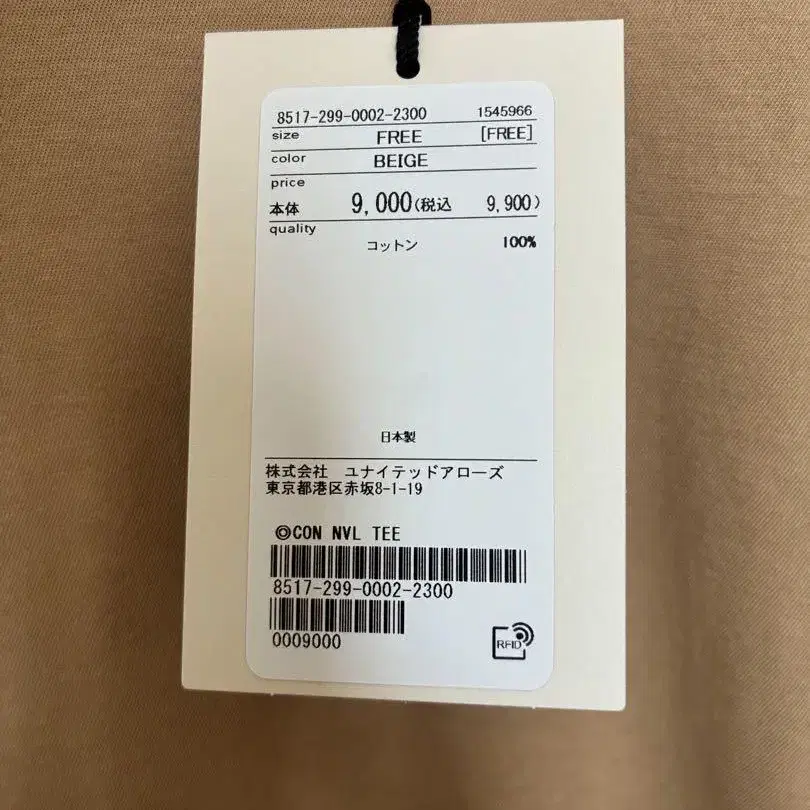 8517-299-0002-2300 1545966
size FREE [FREE]
color BEIGE
price
本体 9,000(税込 9,900)
quality
コットン 100%
日本製
株式会社 ユナイテッドアローズ
東京都港区赤坂8-1-19
◎CON NVL TEE
8517-299-0002-2300
0009000
RFID